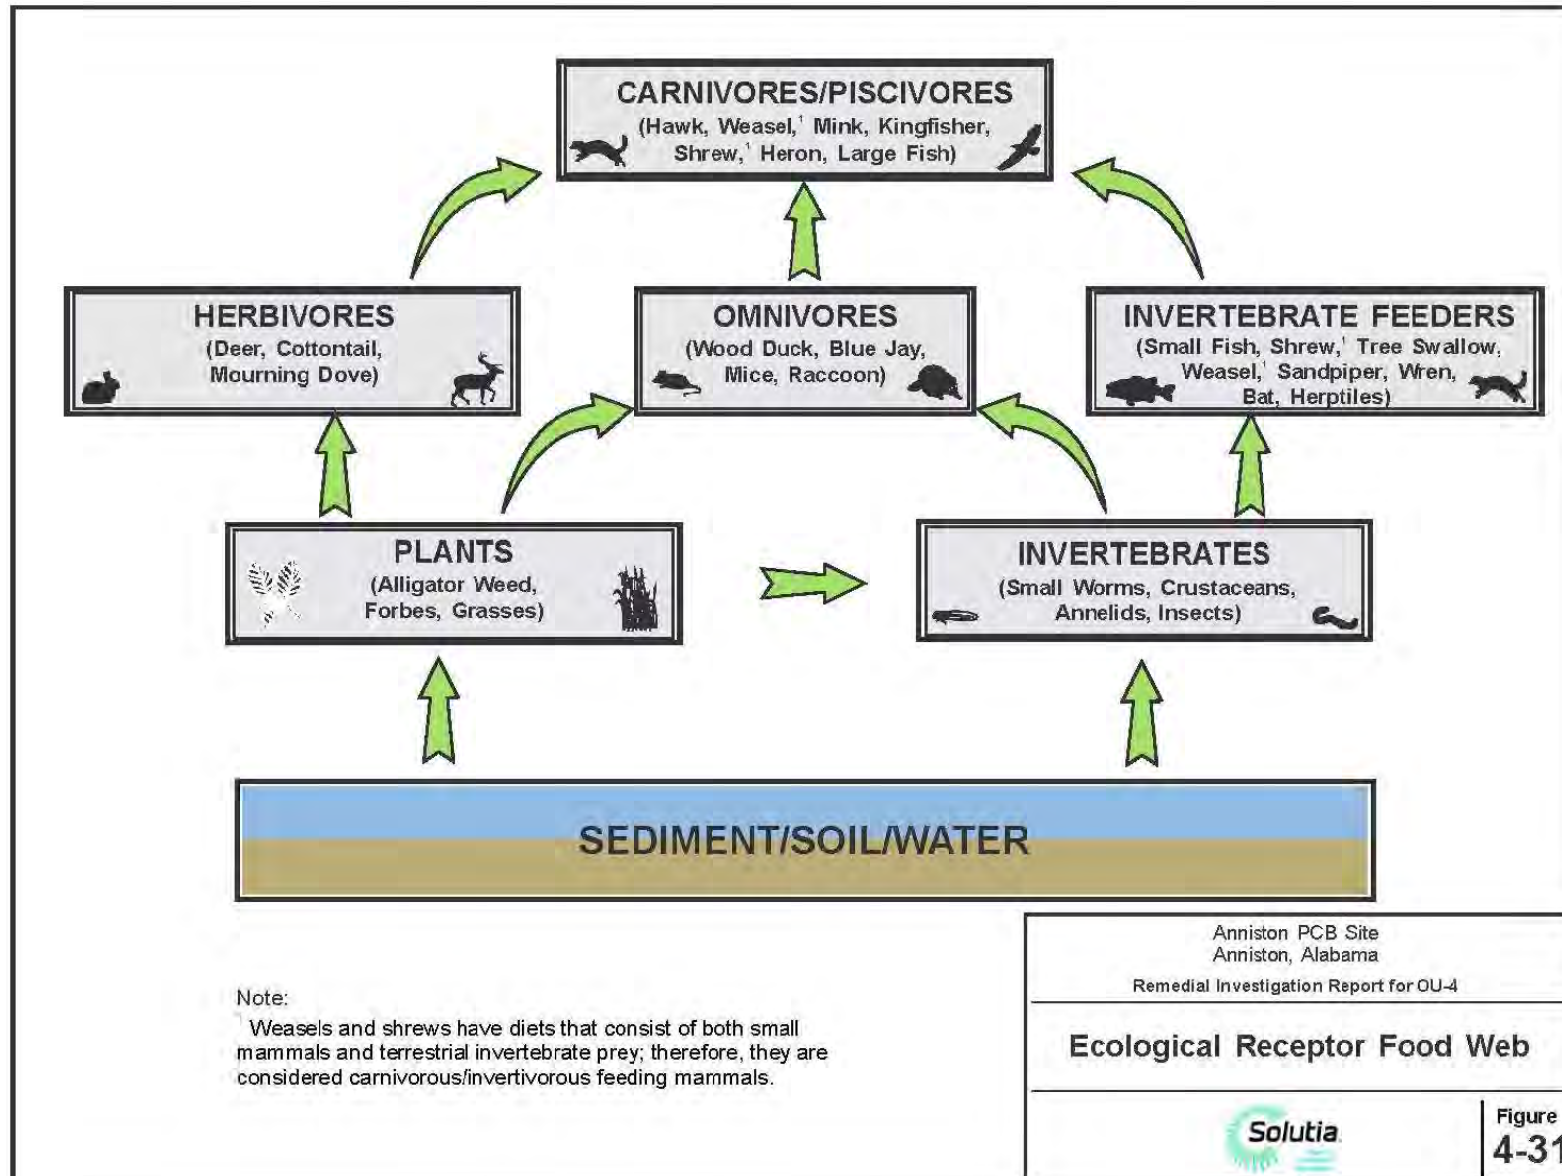 CARNIVORES/PISCIVORES
(Hawk, Weasel,¹ Mink, Kingfisher,
Shrew,¹ Heron, Large Fish)
HERBIVORES
(Deer, Cottontail,
Mourning Dove)
OMNIVORES
(Wood Duck, Blue Jay,
Mice, Raccoon)
INVERTEBRATE FEEDERS
(Small Fish, Shrew,¹ Tree Swallow,
Weasel,¹ Sandpiper, Wren,
Bat, Herptiles)
PLANTS
(Alligator Weed,
Forbes, Grasses)
INVERTEBRATES
(Small Worms, Crustaceans,
Annelids, Insects)
SEDIMENT/SOIL/WATER
Note:
¹ Weasels and shrews have diets that consist of both small
mammals and terrestrial invertebrate prey; therefore, they are
considered carnivorous/invertivorous feeding mammals.
Anniston PCB Site
Anniston, Alabama
Remedial Investigation Report for OU-4
Ecological Receptor Food Web
Solutia
Figure
4-31